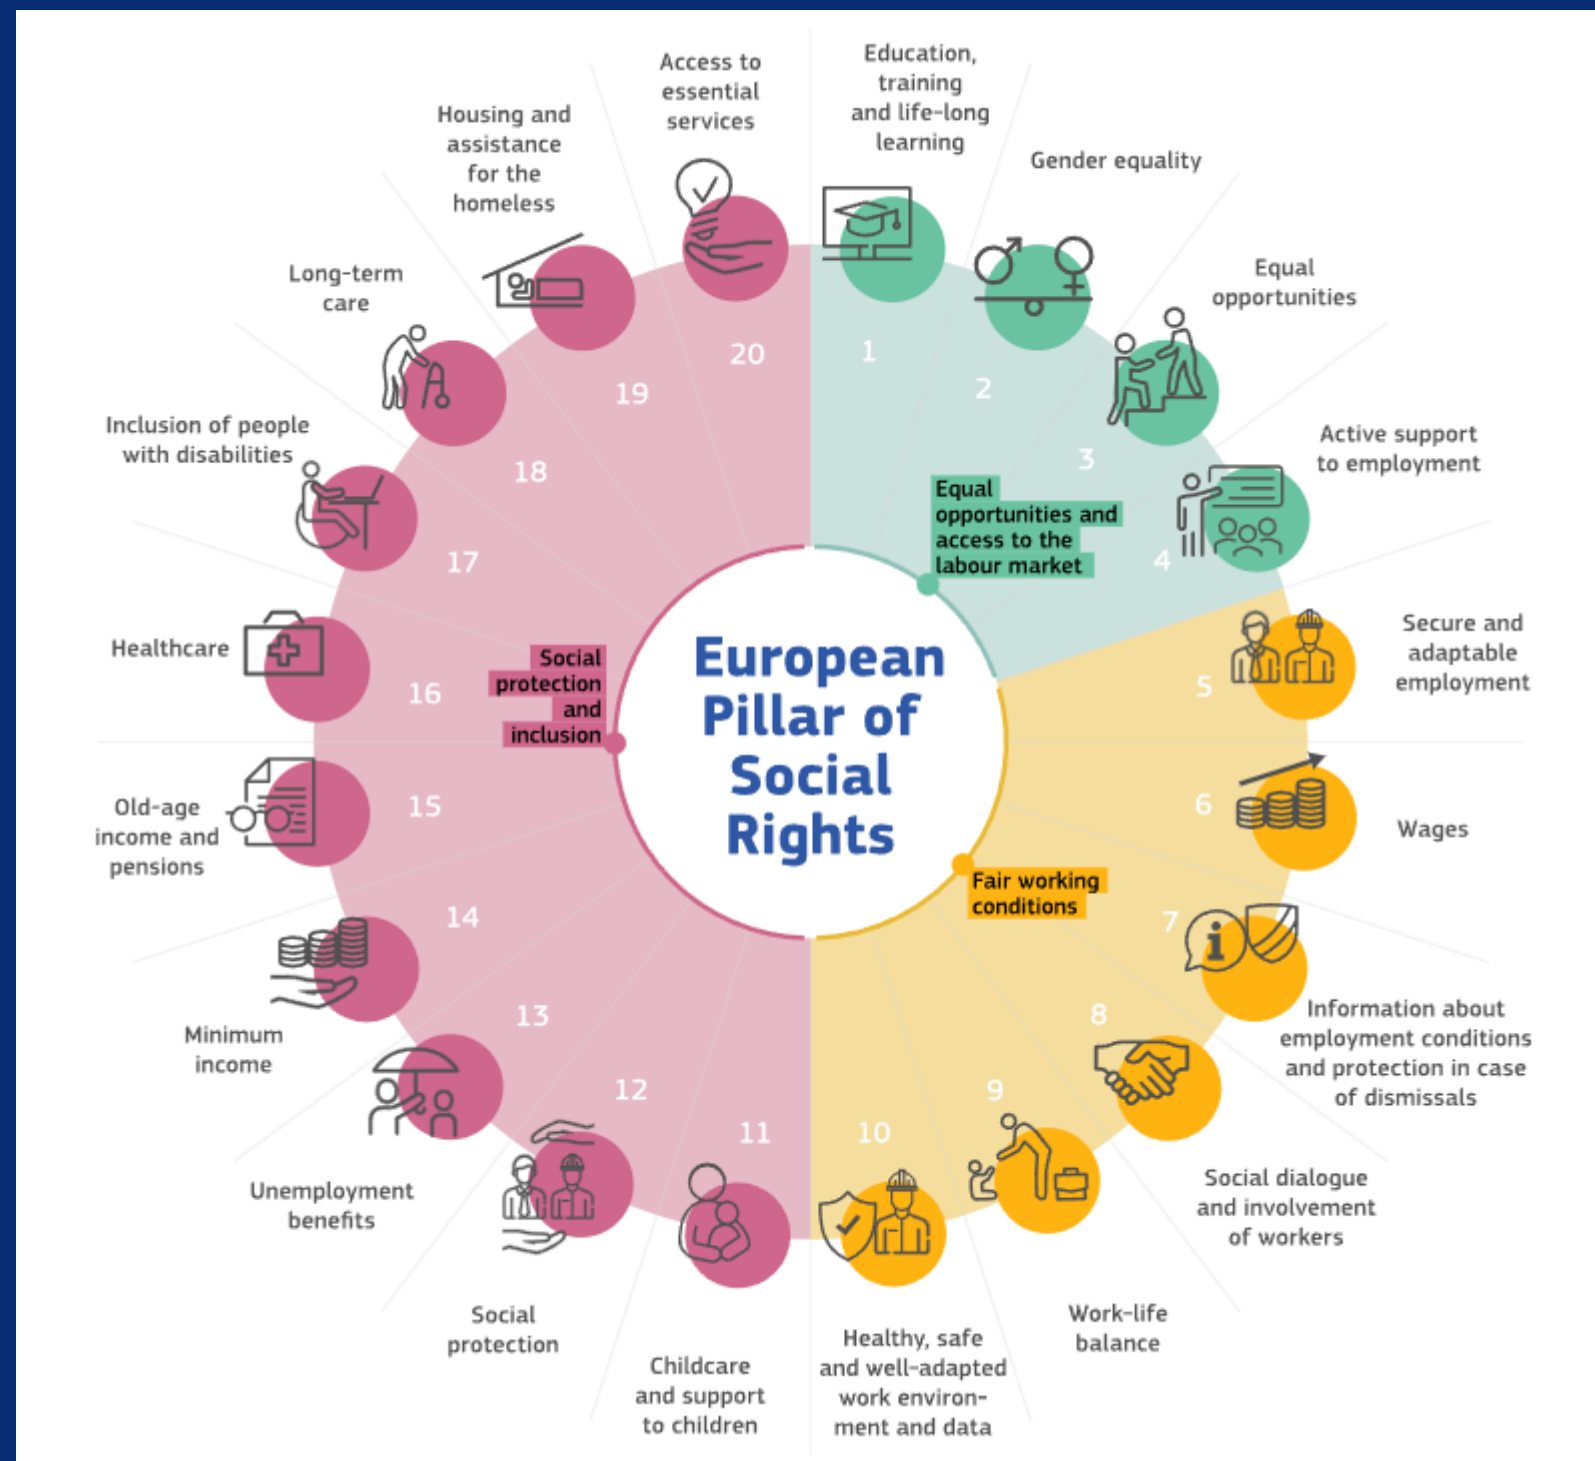 European
Pillar of
Social
Rights
Equal
opportunities and
access to the
labour market
1
Education,
training
and life-long
learning
2
Gender equality
3
Equal
opportunities
4
Active support
to employment
Fair working
conditions
5
Secure and
adaptable
employment
6
Wages
7
i
Information about
employment conditions
and protection in case
of dismissals
8
Social dialogue
and involvement
of workers
9
Work-life
balance
10
Healthy, safe
and well-adapted
work environ-
ment and data
Social
protection
and
inclusion
11
Childcare
and support
to children
12
Social
protection
13
Unemployment
benefits
14
Minimum
income
15
Old-age
income and
pensions
16
Healthcare
17
Inclusion of people
with disabilities
18
Long-term
care
19
Housing and
assistance
for the
homeless
20
Access to
essential
services